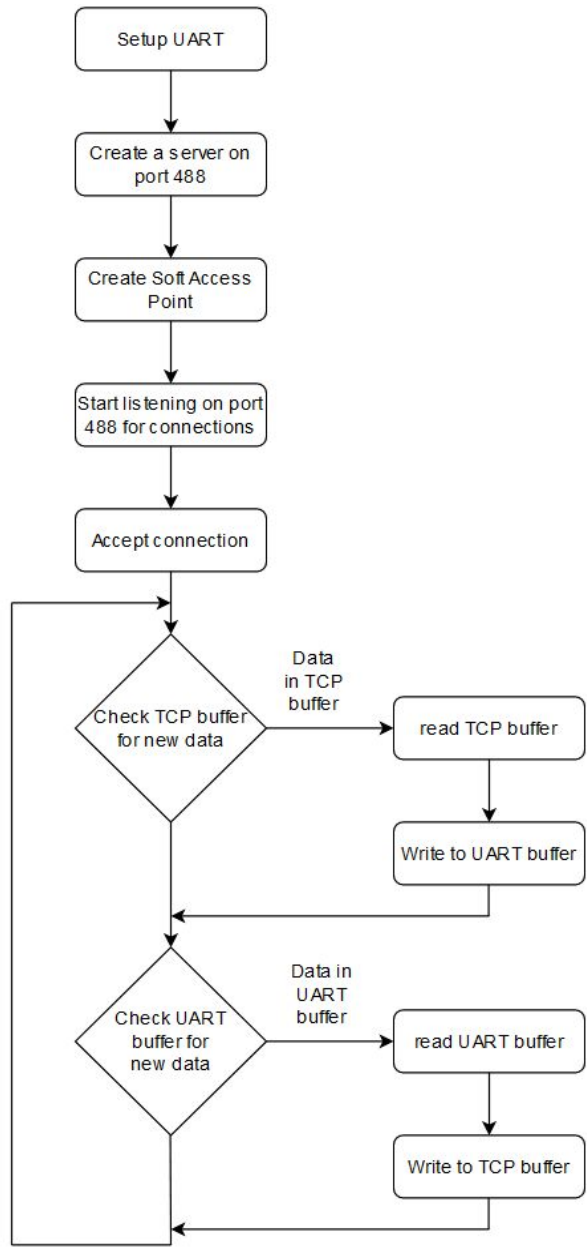 Setup UART
Create a server on
port 488
Create Soft Access
Point
Start listening on port
488 for connections
Accept connection
Data
in TCP
buffer
Check TCP buffer
for new data
read TCP buffer
Write to UART buffer
Data in
UART
buffer
Check UART
buffer for
new data
read UART buffer
Write to TCP buffer